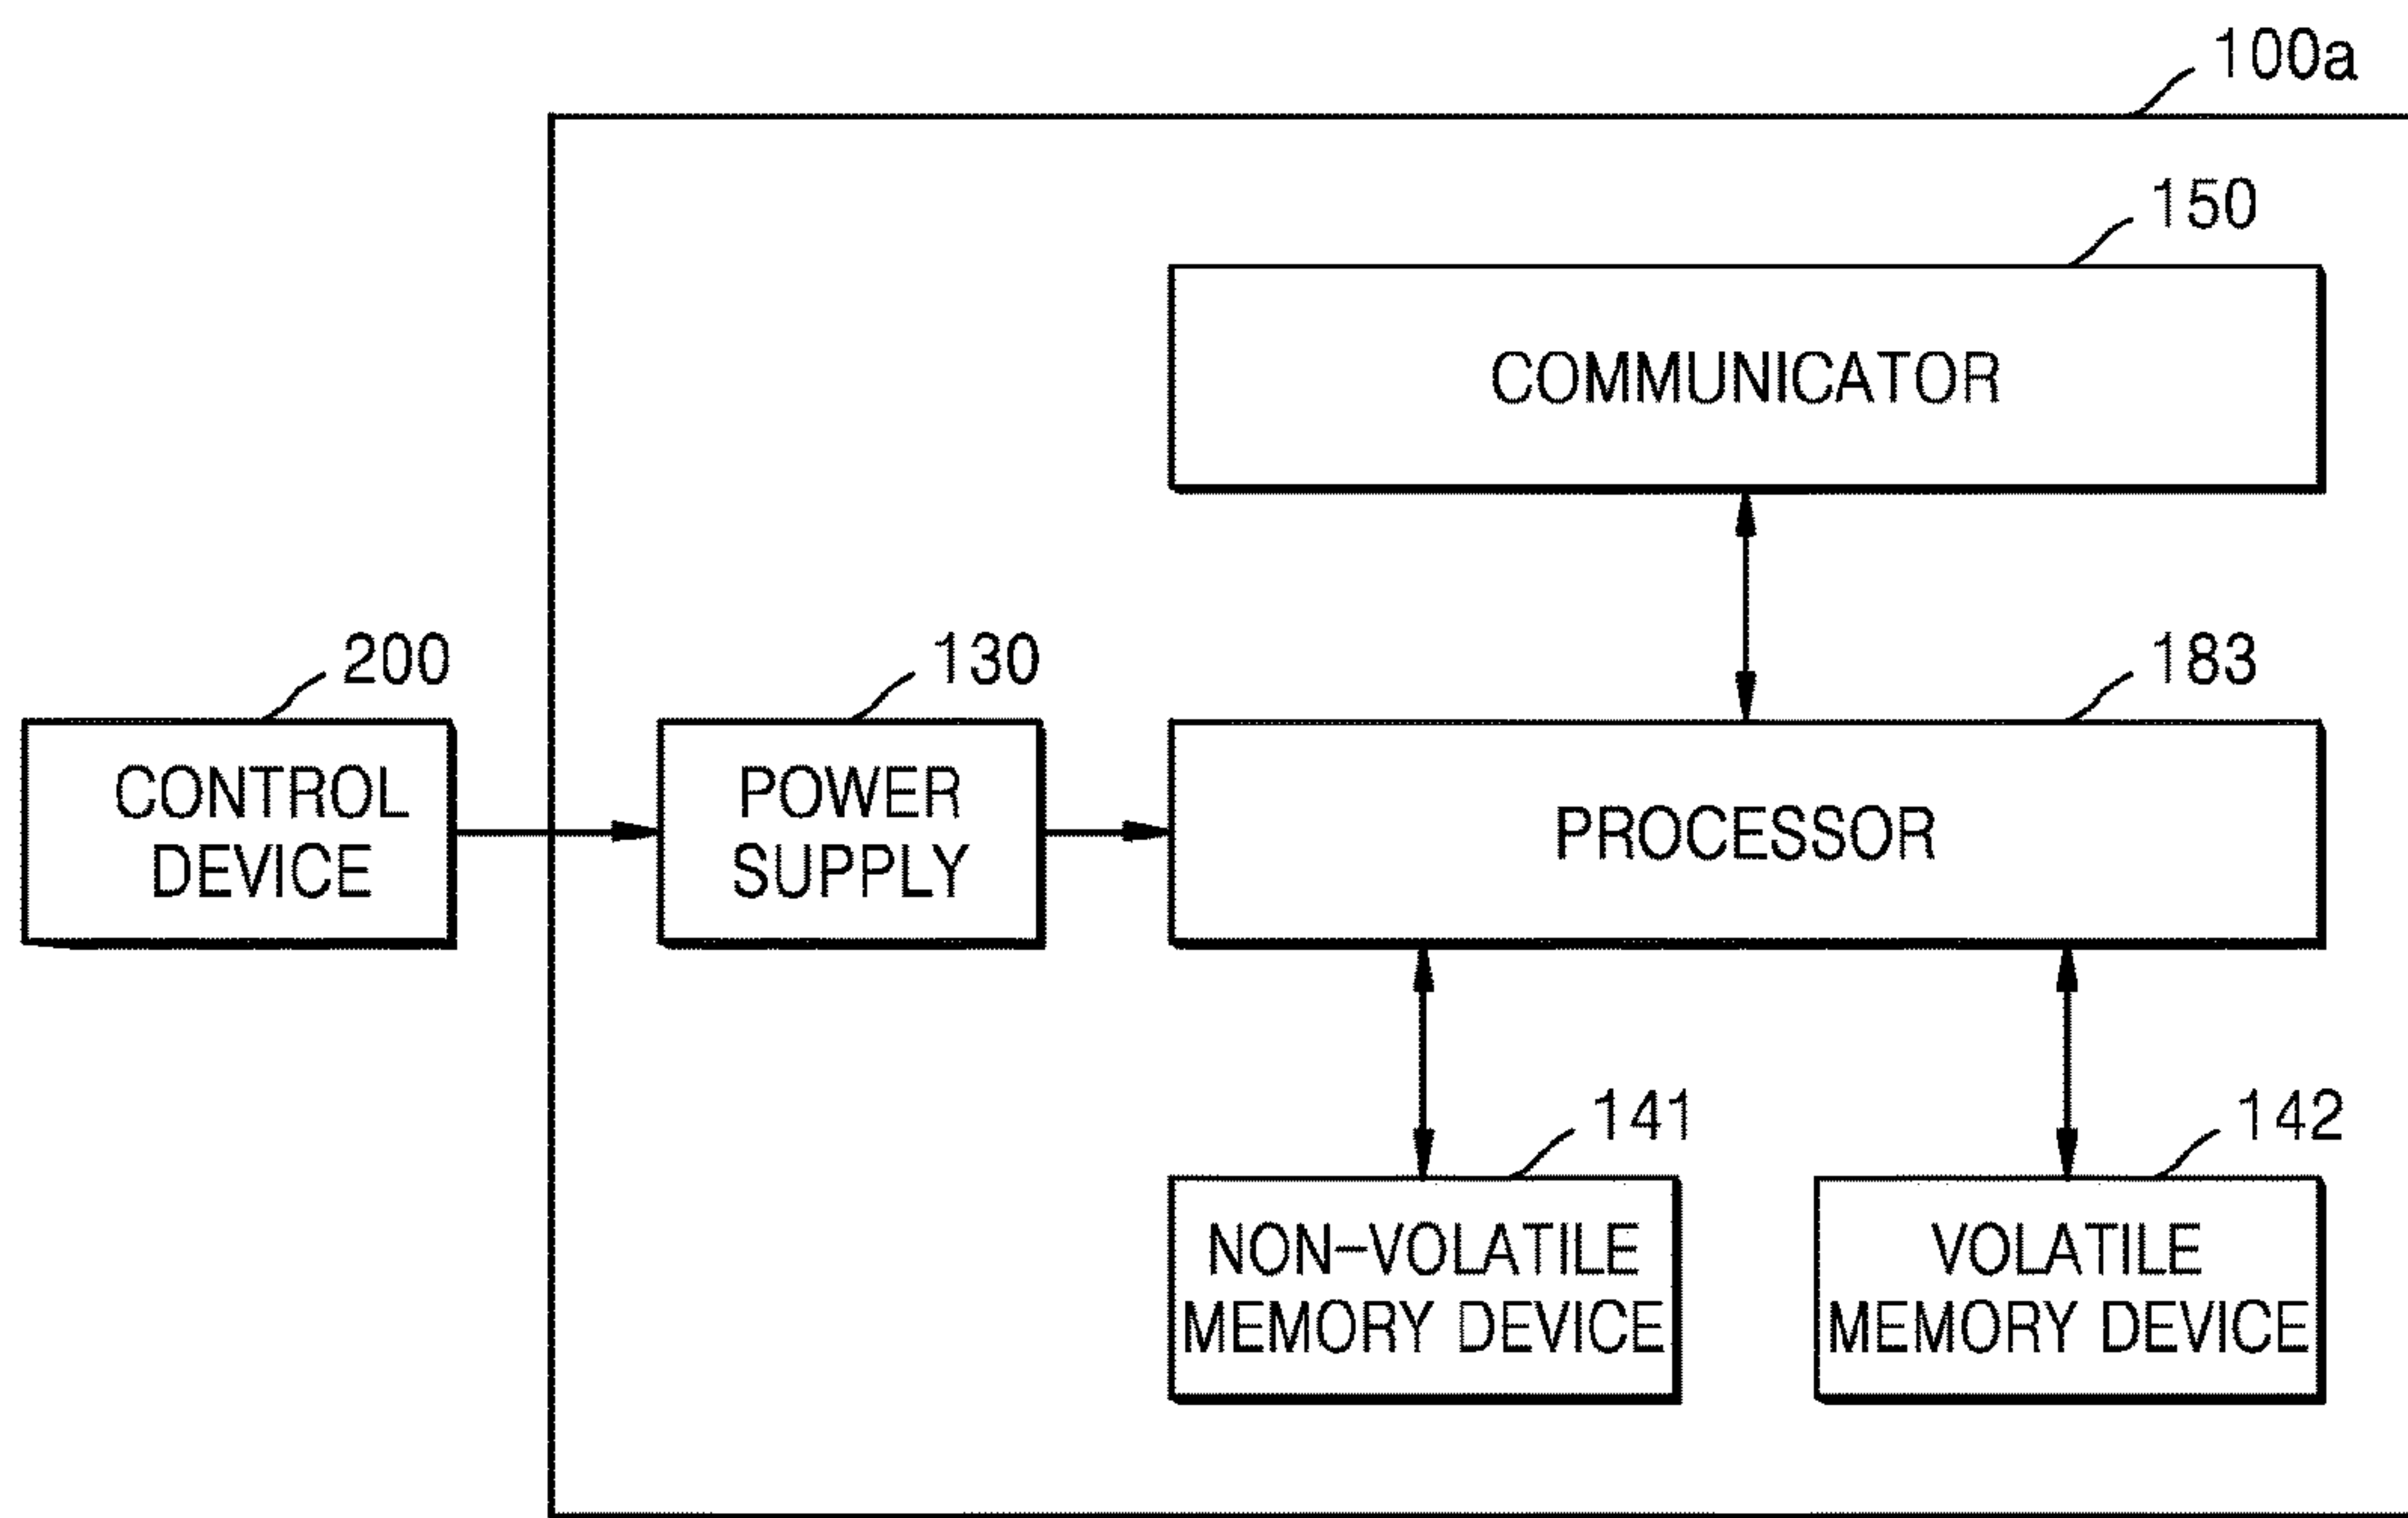 100a
150
COMMUNICATOR
200
130
183
CONTROL
DEVICE
POWER
SUPPLY
PROCESSOR
141
142
NON-VOLATILE
MEMORY DEVICE
VOLATILE
MEMORY DEVICE